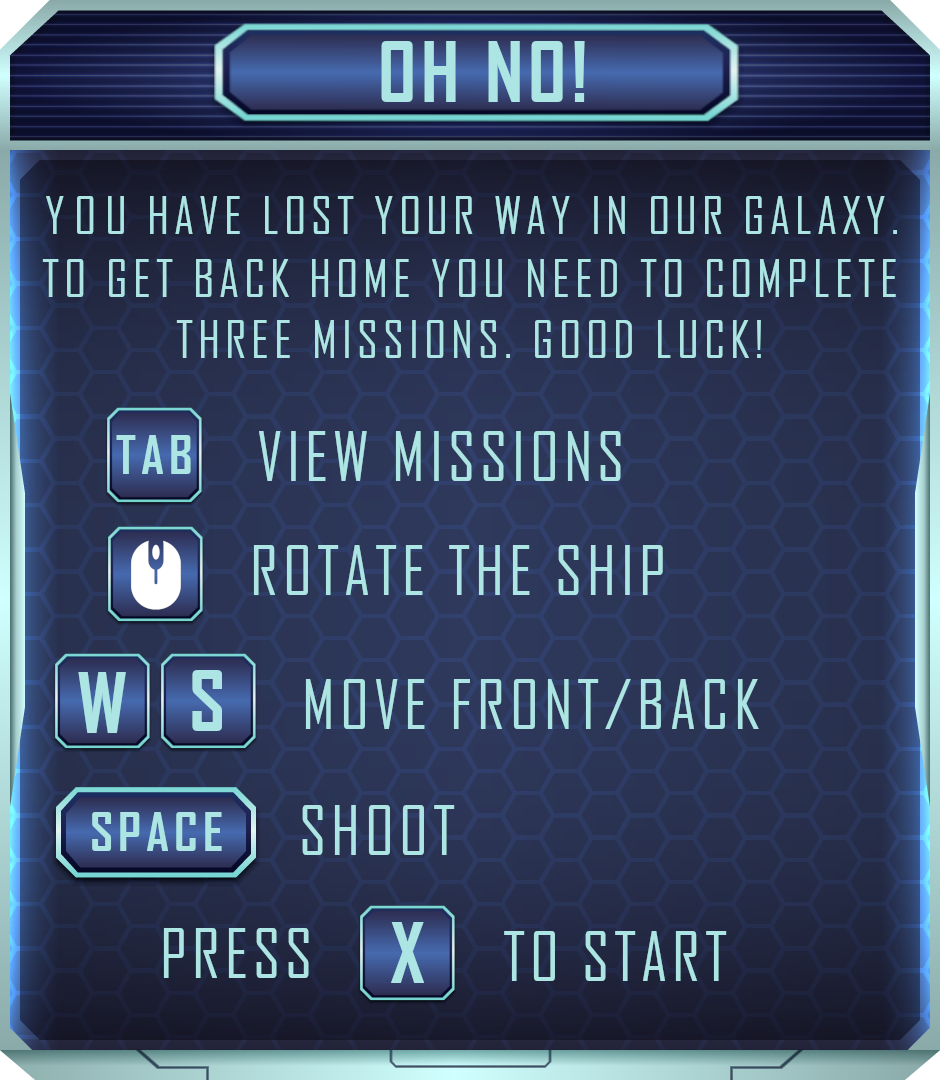 OH NO!
YOU HAVE LOST YOUR WAY IN OUR GALAXY.
TO GET BACK HOME YOU NEED TO COMPLETE
THREE MISSIONS. GOOD LUCK!
TAB VIEW MISSIONS
ROTATE THE SHIP
W S MOVE FRONT/BACK
SPACE SHOOT
PRESS X TO START